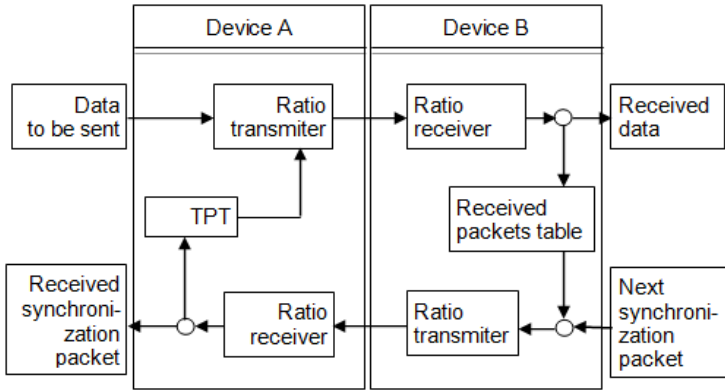 Device A
Device B
Data
to be sent
Ratio
transmiter
Ratio
receiver
Received
data
TPT
Received
packets table
Received
synchroni-
zation
packet
Ratio
receiver
Ratio
transmiter
Next
synchroni-
zation
packet